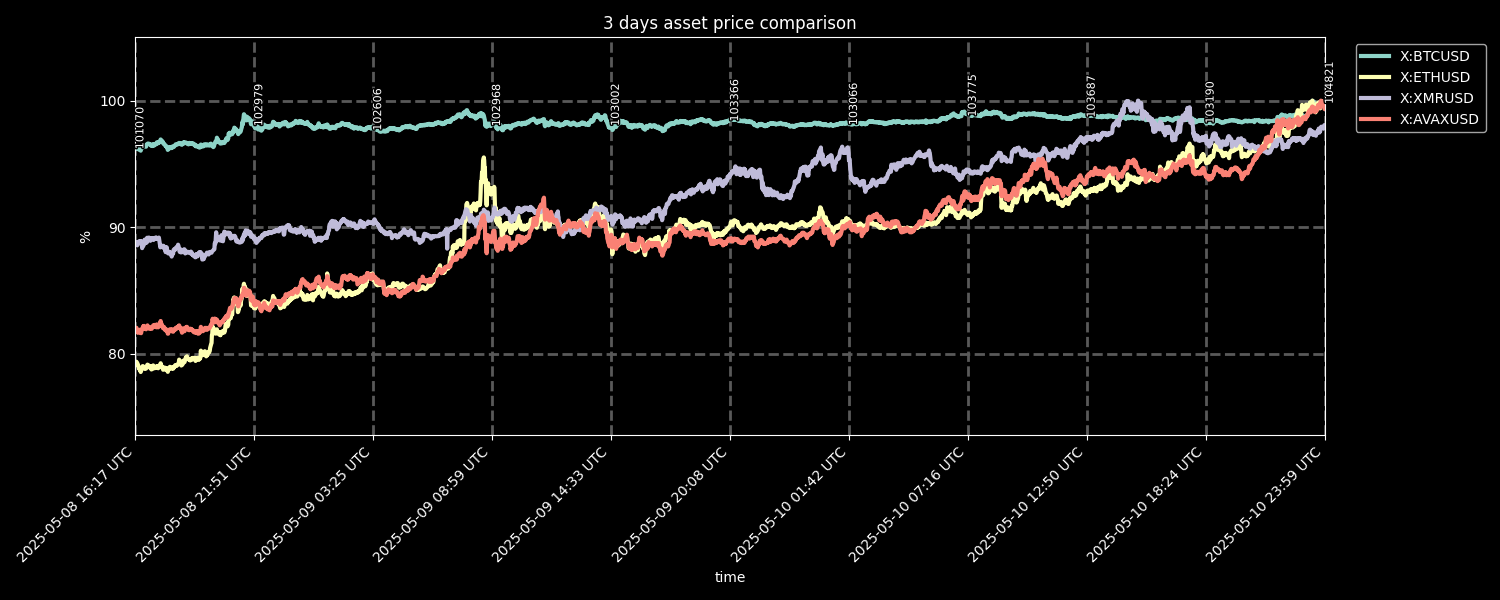 3 days asset price comparison
X:BTCUSD
X:ETHUSD
X:XMRUSD
X:AVAXUSD
100
90
80
%
101070
102979
102606
102968
103002
103366
103066
103775
103687
103190
104821
2025-05-08 16:17 UTC
2025-05-08 21:51 UTC
2025-05-09 03:25 UTC
2025-05-09 08:59 UTC
2025-05-09 14:33 UTC
2025-05-09 20:08 UTC
2025-05-10 01:42 UTC
2025-05-10 07:16 UTC
2025-05-10 12:50 UTC
2025-05-10 18:24 UTC
2025-05-10 23:59 UTC
time